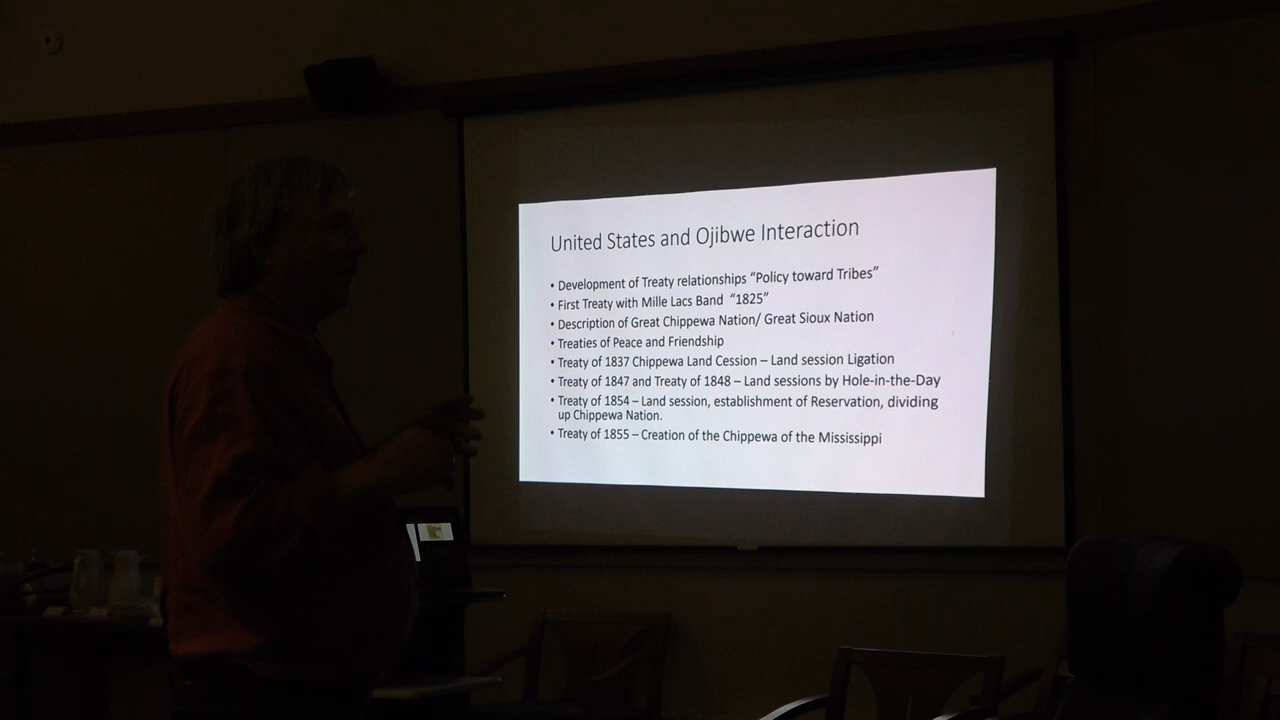 United States and Ojibwe Interaction
• Development of Treaty relationships “Policy toward Tribes”
• First Treaty with Mille Lacs Band “1825”
• Description of Great Chippewa Nation/ Great Sioux Nation
• Treaties of Peace and Friendship
• Treaty of 1837 Chippewa Land Cession – Land session Ligation
• Treaty of 1847 and Treaty of 1848 – Land sessions by Hole-in-the-Day
• Treaty of 1854 – Land session, establishment of Reservation, dividing
up Chippewa Nation.
• Treaty of 1855 – Creation of the Chippewa of the Mississippi